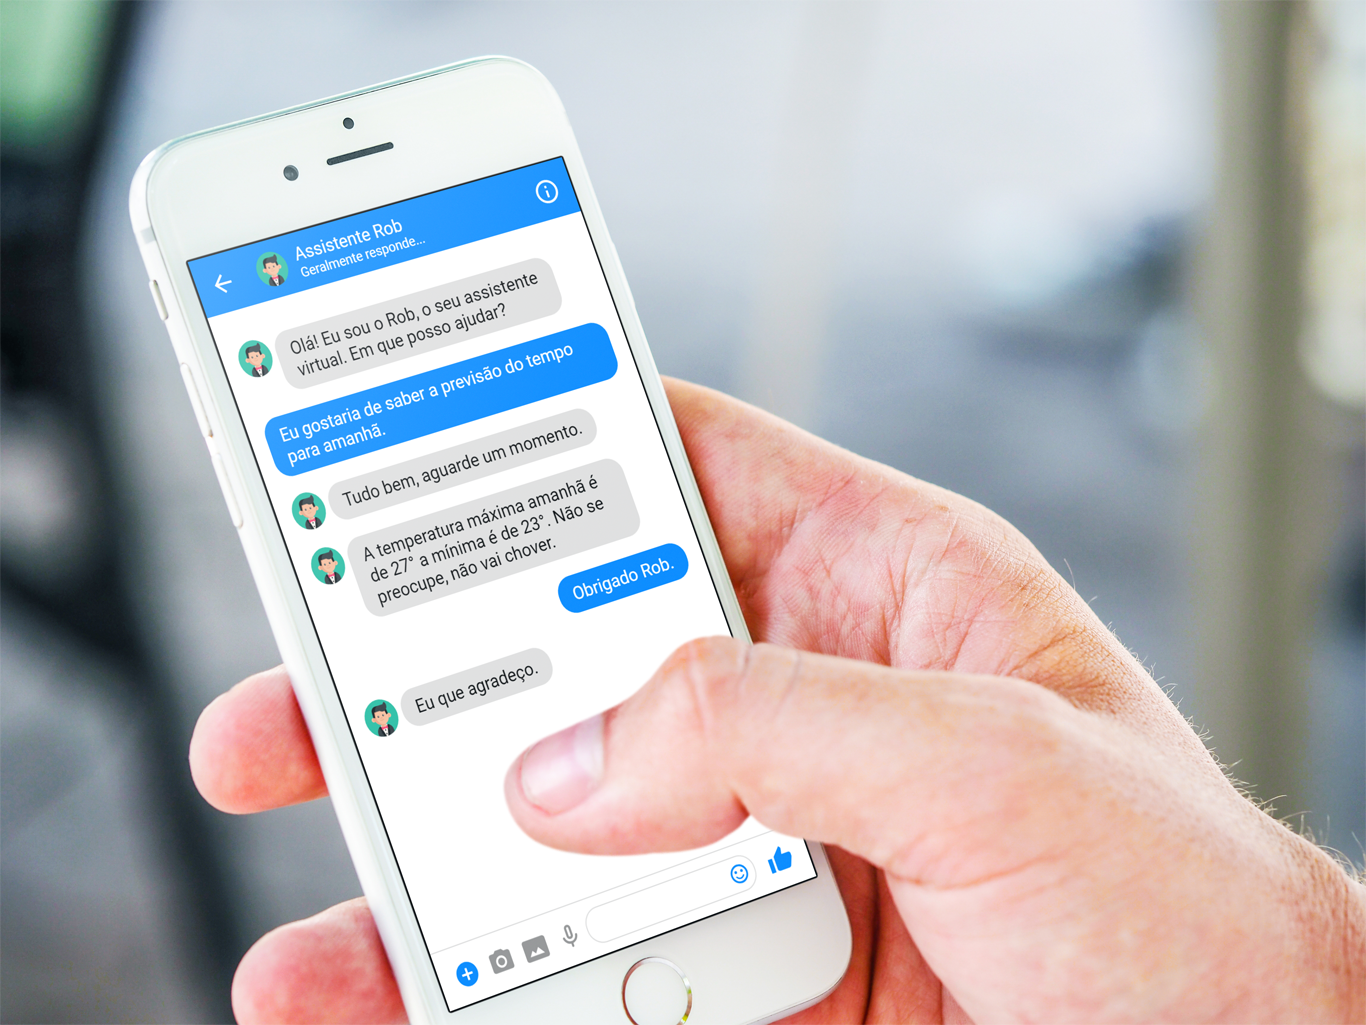 Assistente Rob
Geralmente responde...
Olá! Eu sou o Rob, o seu assistente
virtual. Em que posso ajudar?
Eu gostaria de saber a previsão do tempo
para amanhã.
Tudo bem, aguarde um momento.
A temperatura máxima amanhã é
de 27° a mínima é de 23°. Não se
preocupe, não vai chover.
Obrigado Rob.
Eu que agradeço.